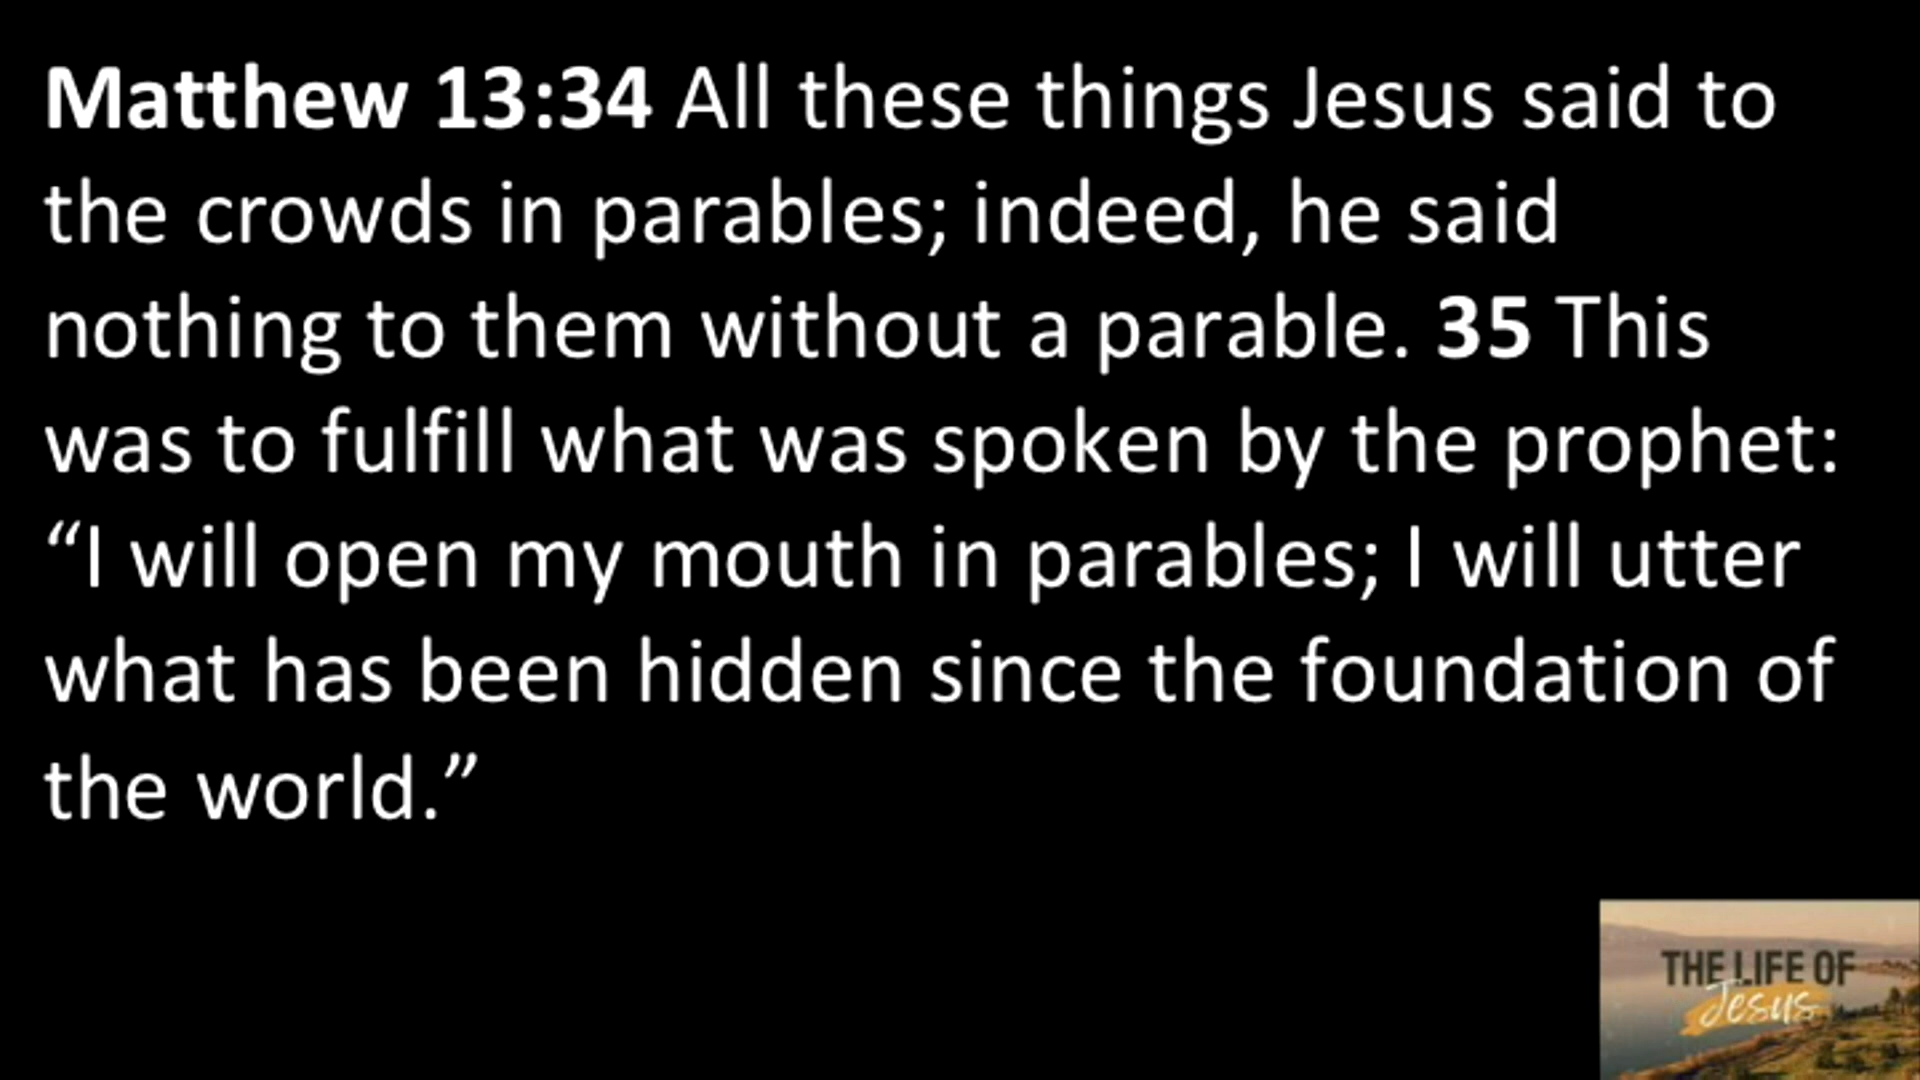 Matthew 13:34 All these things Jesus said to
the crowds in parables; indeed, he said
nothing to them without a parable. 35 This
was to fulfill what was spoken by the prophet:
“I will open my mouth in parables; I will utter
what has been hidden since the foundation of
the world.”
THE LIFE OF
Jesus